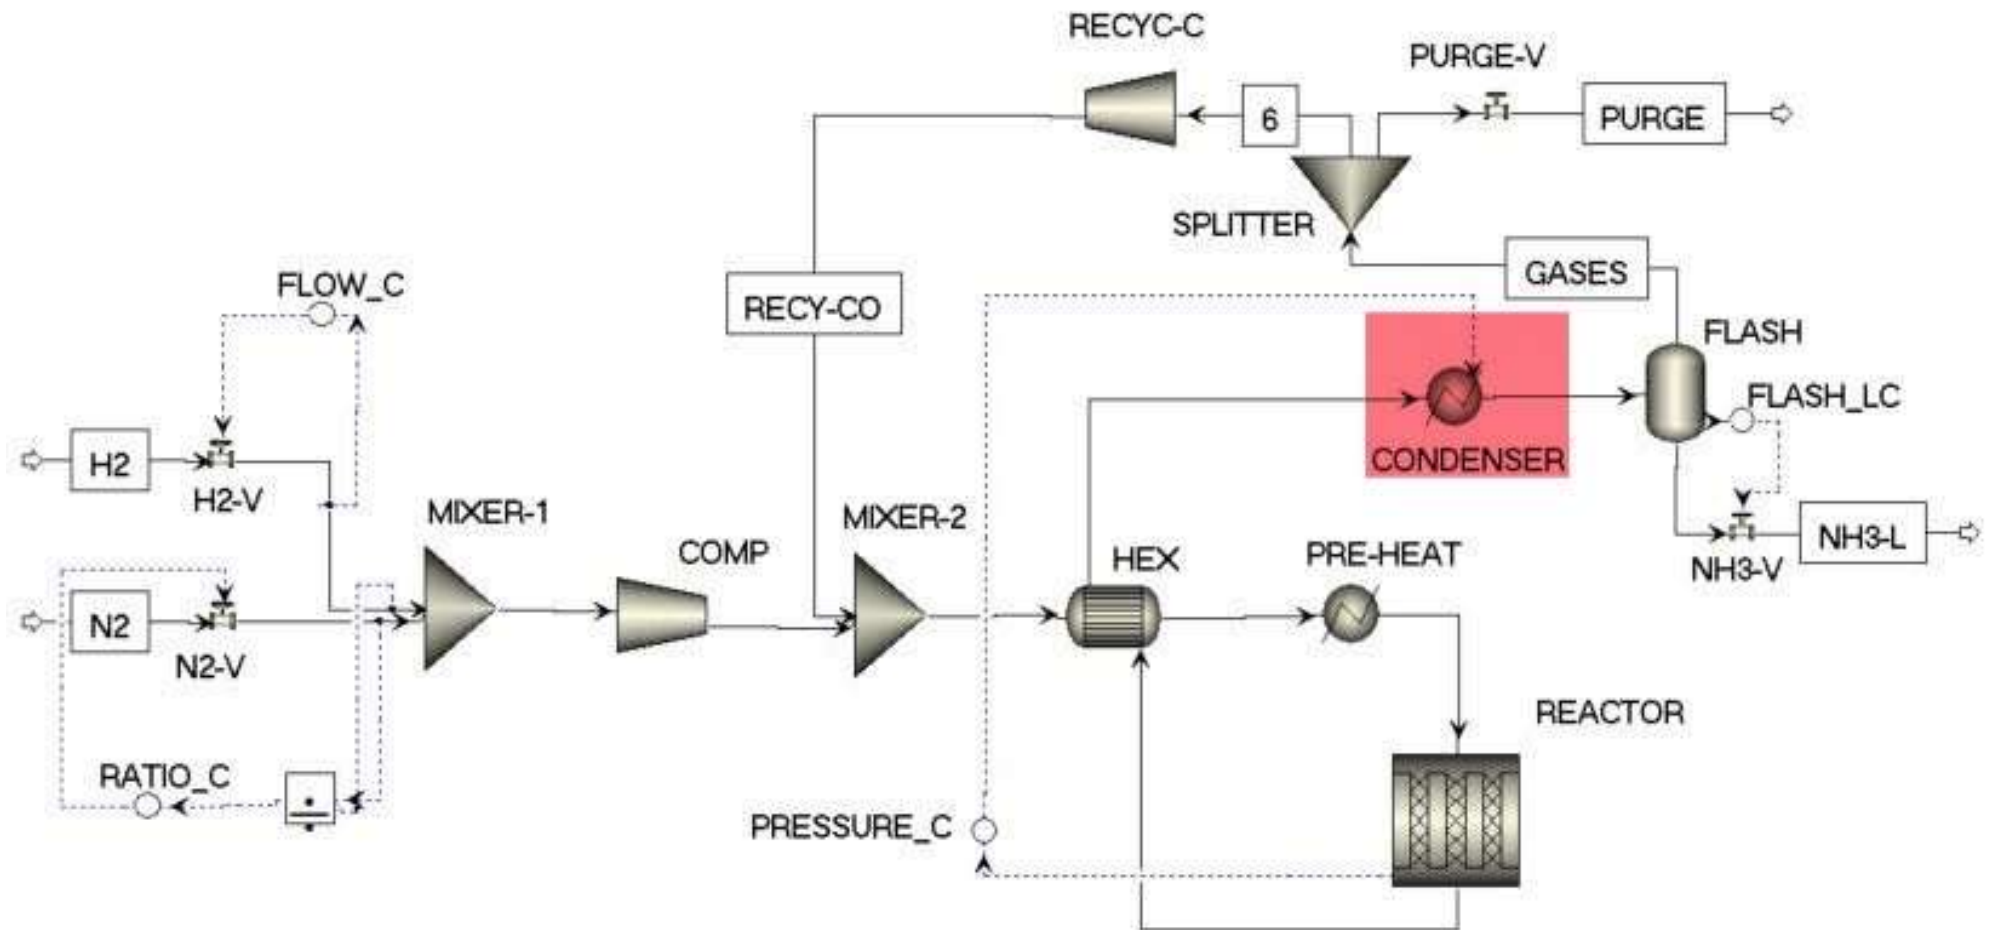 RECYC-C
PURGE-V
6
PURGE
SPLITTER
GASES
FLOW_C
RECY-CO
FLASH
FLASH_LC
CONDENSER
H2
H2-V
MIXER-1
MIXER-2
COMP
HEX
PRE-HEAT
NH3-L
NH3-V
N2
N2-V
REACTOR
RATIO_C
PRESSURE_C